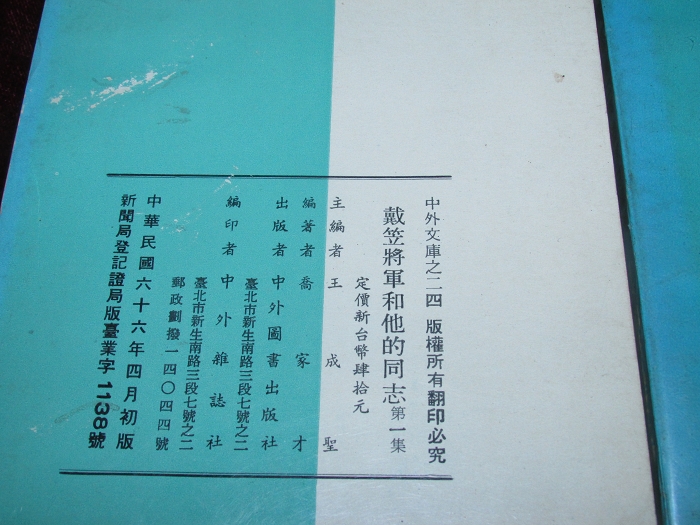 中外文庫之二四 版權所有翻印必究
戴笠將軍和他的同志 第一集
定價新台幣肆拾元
主編者 王成聖
編著者 喬家才
出版者 中外圖書出版社
臺北市新生南路三段七號之二
編印者 中外雜誌社
臺北市新生南路三段七號之二
郵政劃撥一四〇四四號
中華民國六十六年四月初版
新聞局登記證局版臺業字1138號